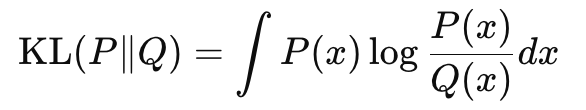 KL(P‖Q) = ∫ P(x) log P(x)/Q(x) dx